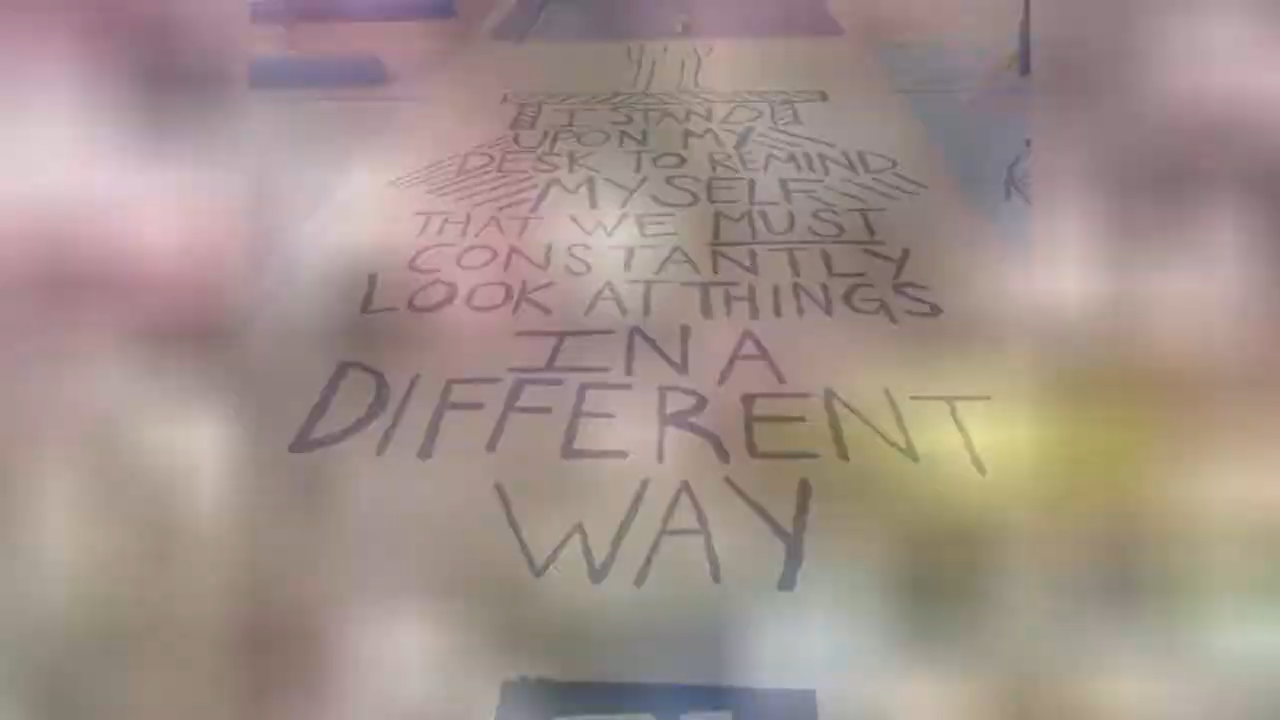 I STAND
UPON MY
DESK TO REMIND
MYSELF
THAT WE MUST
CONSTANTLY
LOOK AT THINGS
IN A
DIFFERENT
WAY